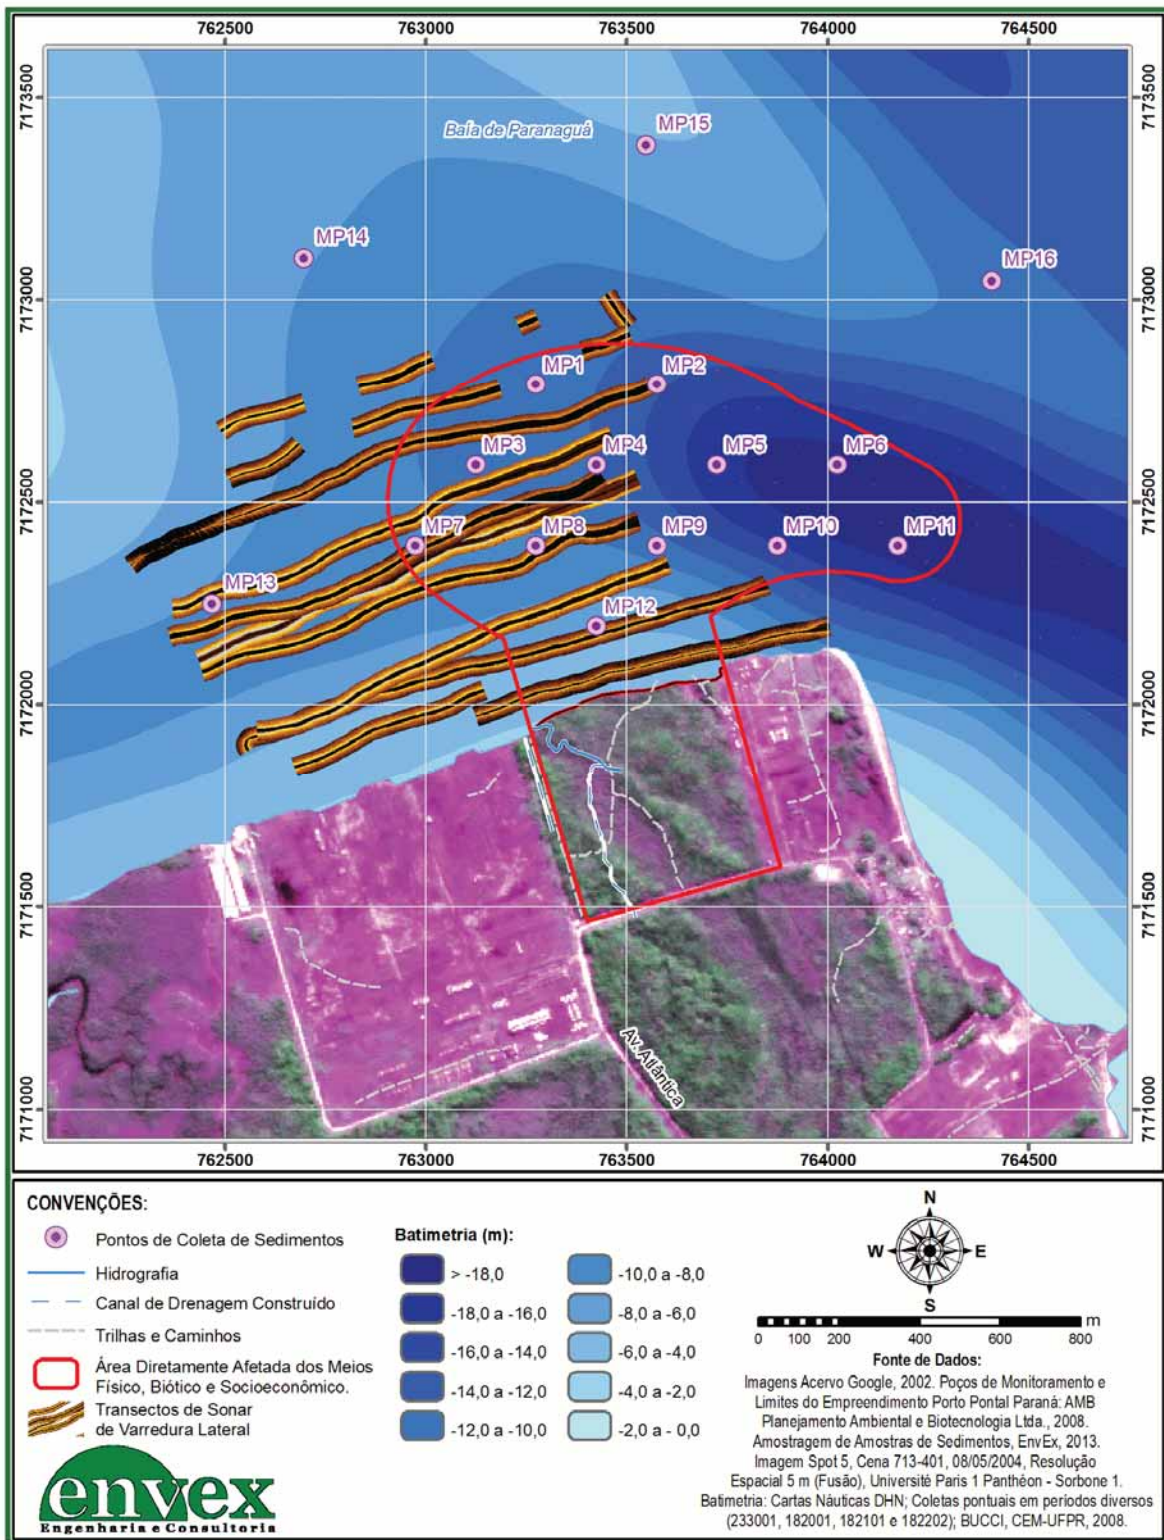 762500 763000 763500 764000 764500
7173500 7173500
7173000 7173000
7172500 7172500
7172000 7172000
7171500 7171500
7171000 7171000
Baía de Paranaguá
MP15
MP14
MP16
MP1 MP2
MP3 MP4 MP5 MP6
MP7 MP8 MP9 MP10 MP11
MP13
MP12
Av. Atlântica
762500 763000 763500 764000 764500
CONVENÇÕES:
Pontos de Coleta de Sedimentos
Hidrografia
Canal de Drenagem Construído
Trilhas e Caminhos
Área Diretamente Afetada dos Meios
Físico, Biótico e Socioeconômico.
Transectos de Sonar
de Varredura Lateral
envex
Engenharia e Consultoria
Batimetria (m):
> -18,0
-18,0 a -16,0
-16,0 a -14,0
-14,0 a -12,0
-12,0 a -10,0
-10,0 a -8,0
-8,0 a -6,0
-6,0 a -4,0
-4,0 a -2,0
-2,0 a - 0,0
N
W E
S
m
0 100 200 400 600 800
Fonte de Dados:
Imagens Acervo Google, 2002. Poços de Monitoramento e
Limites do Empreendimento Porto Pontal Paraná: AMB
Planejamento Ambiental e Biotecnologia Ltda., 2008.
Amostragem de Amostras de Sedimentos, EnvEx, 2013.
Imagem Spot 5, Cena 713-401, 08/05/2004, Resolução
Espacial 5 m (Fusão), Université Paris 1 Panthéon - Sorbone 1.
Batimetria: Cartas Náuticas DHN; Coletas pontuais em períodos diversos
(233001, 182001, 182101 e 182202); BUCCI, CEM-UFPR, 2008.